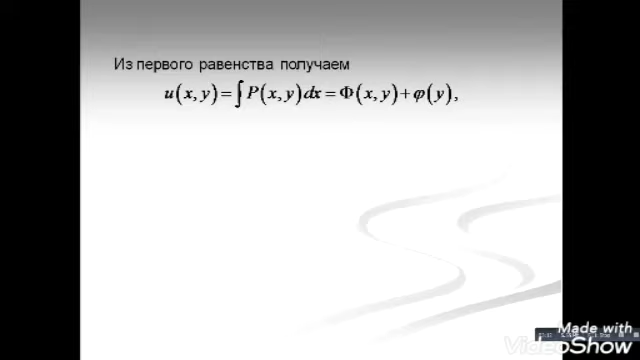 Из первого равенства получаем
u(x, y) = ∫ P(x, y) dx = Φ(x, y) + φ(y),
Made with
VideoShow